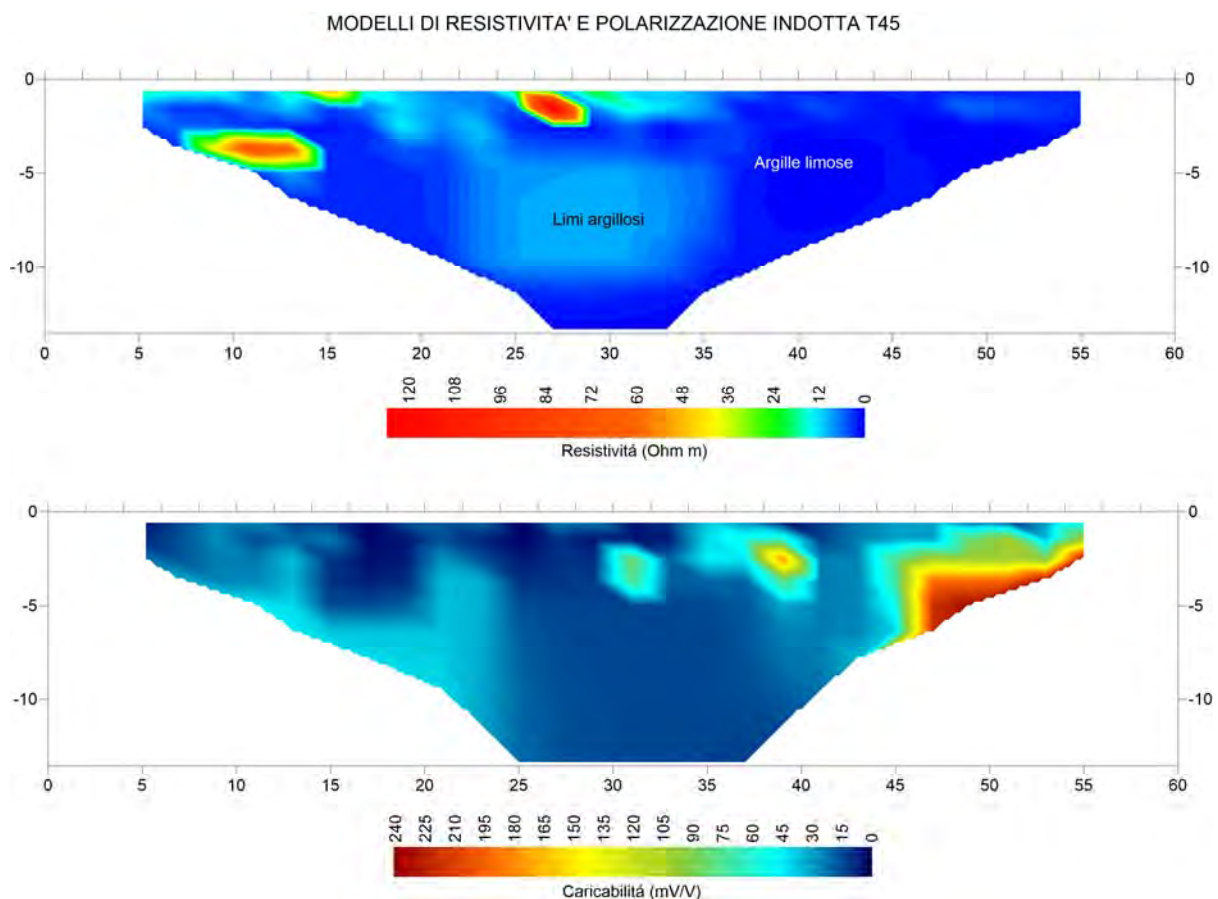 MODELLI DI RESISTIVITA' E POLARIZZAZIONE INDOTTA T45
0 0
Argille limose
-5 -5
Limi argillosi
-10 -10
0 5 10 15 20 25 30 35 40 45 50 55 60
120 108 96 84 72 60 48 36 24 12 0
Resistivitá (Ohm m)
0 0
-5 -5
-10 -10
0 5 10 15 20 25 30 35 40 45 50 55 60
240 225 210 195 180 165 150 135 120 105 90 75 60 45 30 15 0
Caricabilitá (mV/V)